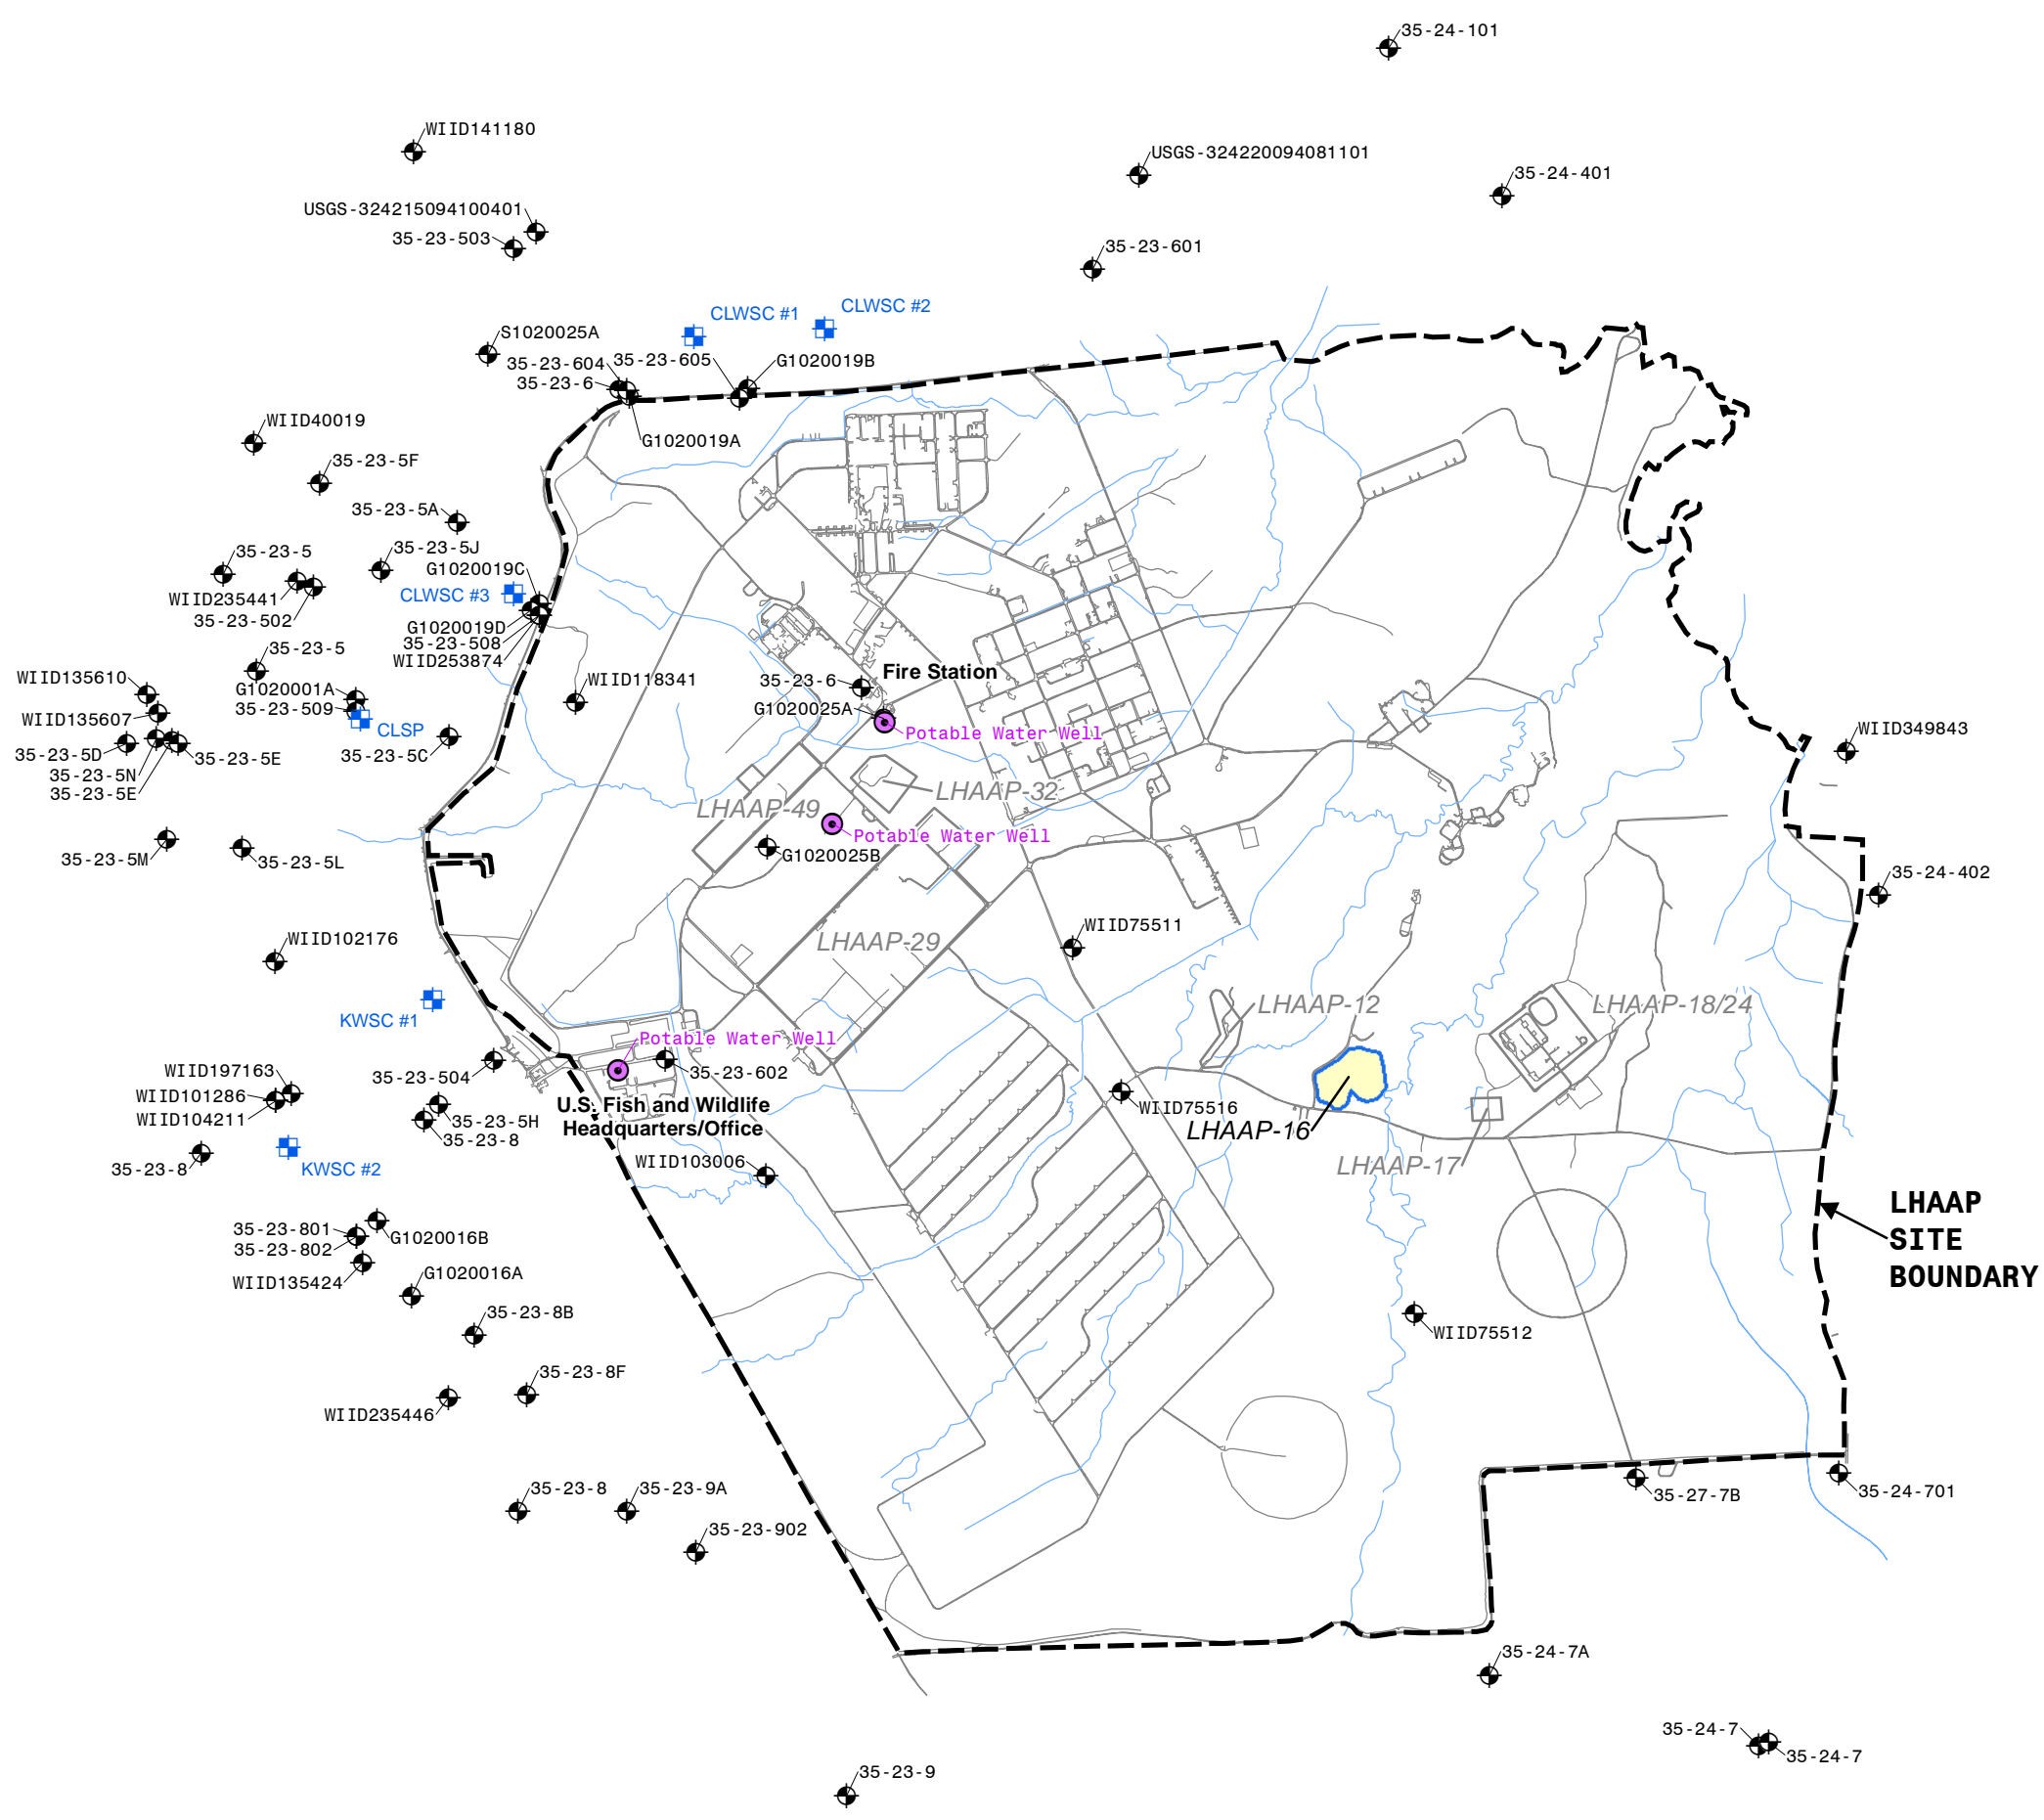 35-24-101
WIID141180
USGS-324220094081101
35-24-401
USGS-324215094100401
35-23-503
35-23-601
CLWSC #1
CLWSC #2
S1020025A
35-23-604
35-23-605
G1020019B
35-23-6
WIID40019
G1020019A
35-23-5F
35-23-5A
35-23-5
35-23-5J
G1020019C
WIID235441
CLWSC #3
35-23-502
G1020019D
35-23-508
35-23-5
WIID253874
WIID135610
WIID118341
35-23-6
Fire Station
G1020001A
35-23-509
G1020025A
WIID135607
CLSP
Potable Water Well
WIID349843
35-23-5D
35-23-5E
35-23-5C
35-23-5N
35-23-5E
LHAAP-32
LHAAP-49
Potable Water Well
35-23-5M
35-23-5L
G1020025B
35-24-402
WIID102176
LHAAP-29
WIID75511
LHAAP-12
LHAAP-18/24
KWSC #1
Potable Water Well
WIID197163
35-23-504
35-23-602
WIID101286
WIID104211
U.S. Fish and Wildlife
Headquarters/Office
35-23-5H
35-23-8
WIID75516
LHAAP-16
35-23-8
KWSC #2
WIID103006
LHAAP-17
LHAAP
SITE
BOUNDARY
35-23-801
35-23-802
G1020016B
WIID135424
G1020016A
35-23-8B
WIID75512
35-23-8F
WIID235446
35-23-8
35-23-9A
35-27-7B
35-24-701
35-23-902
35-24-7A
35-24-7
35-24-7
35-23-9